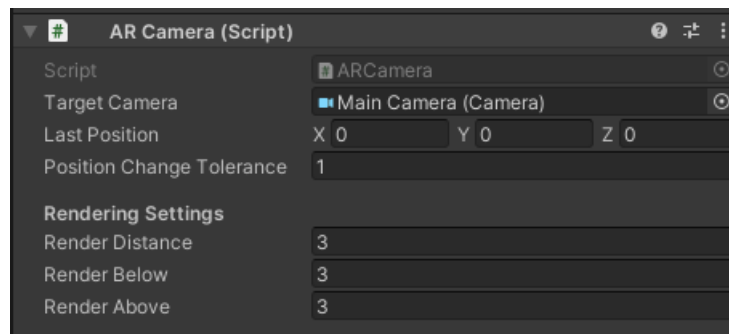 # AR Camera (Script)
Script # ARCamera
Target Camera Main Camera (Camera)
Last Position X 0 Y 0 Z 0
Position Change Tolerance 1
Rendering Settings
Render Distance 3
Render Below 3
Render Above 3